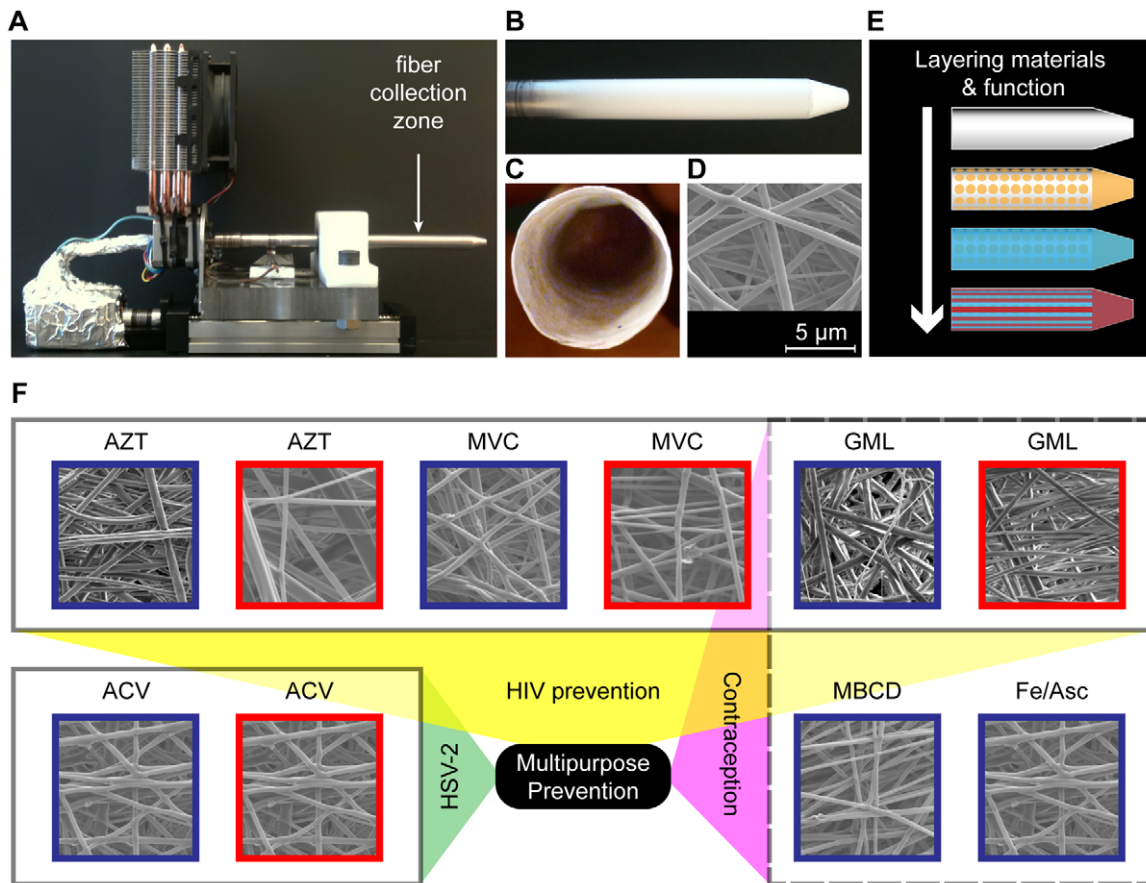 A
fiber
collection
zone
B
C
D
5 µm
E
Layering materials
& function
F
AZT
AZT
MVC
MVC
GML
GML
ACV
ACV
HSV-2
HIV prevention
Multipurpose
Prevention
Contraception
MBCD
Fe/Asc